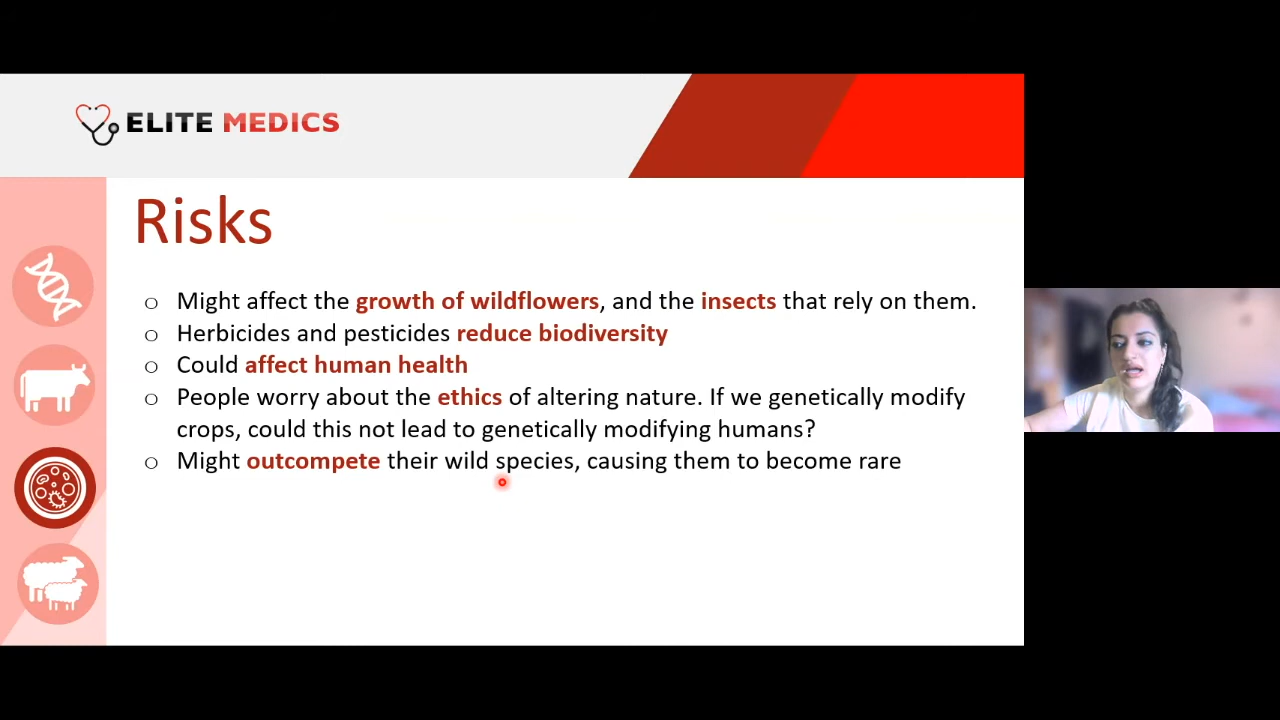 ELITE MEDICS
Risks
o Might affect the growth of wildflowers, and the insects that rely on them.
o Herbicides and pesticides reduce biodiversity
o Could affect human health
o People worry about the ethics of altering nature. If we genetically modify
crops, could this not lead to genetically modifying humans?
o Might outcompete their wild species, causing them to become rare